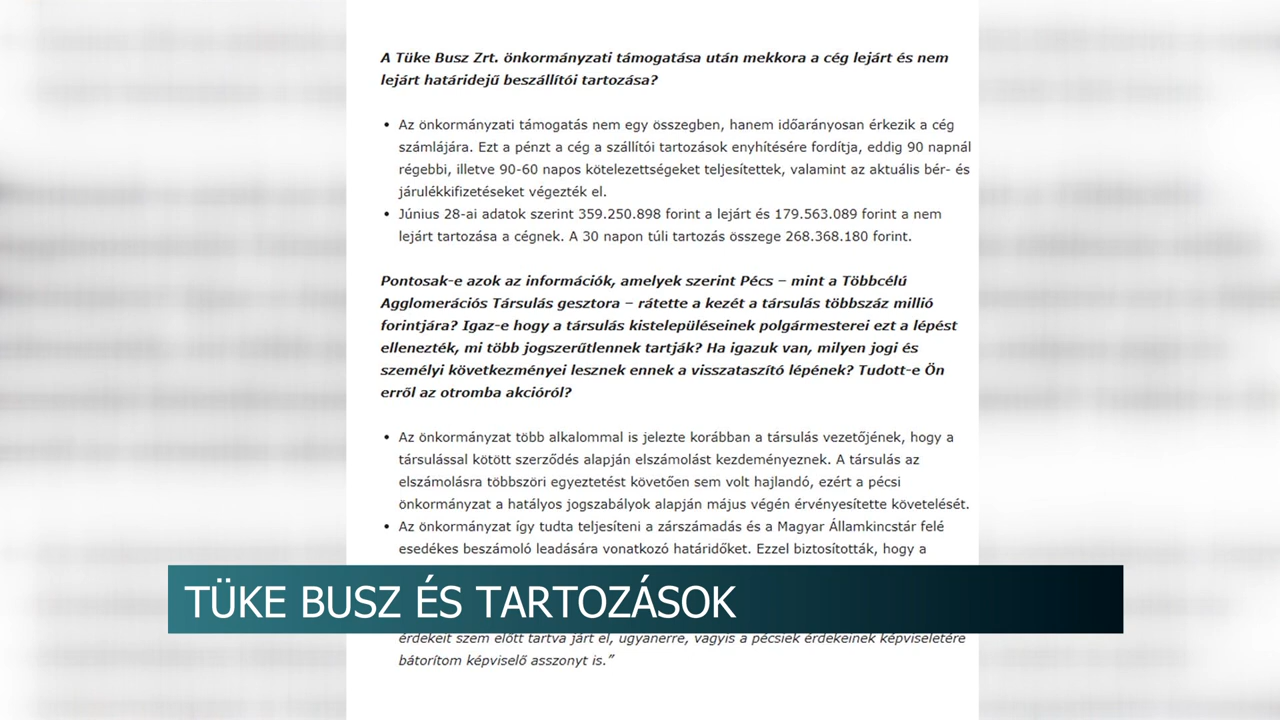 A Tüke Busz Zrt. önkormányzati támogatása után mekkora a cég lejárt és nem
lejárt határidejű beszállítói tartozása?
• Az önkormányzati támogatás nem egy összegben, hanem időarányosan érkezik a cég
számlájára. Ezt a pénzt a cég a szállítói tartozások enyhítésére fordítja, eddig 90 napnál
régebbi, illetve 90-60 napos kötelezettségeket teljesítettek, valamint az aktuális bér- és
járulékkifizetéseket végezték el.
• Június 28-ai adatok szerint 359.250.898 forint a lejárt és 179.563.089 forint a nem
lejárt tartozása a cégnek. A 30 napon túli tartozás összege 268.368.180 forint.
Pontosak-e azok az információk, amelyek szerint Pécs – mint a Többcélú
Agglomerációs Társulás gesztora – rátette a kezét a társulás többszáz millió
forintjára? Igaz-e hogy a társulás kistelepüléseinek polgármesterei ezt a lépést
ellenezték, mi több jogszerűtlennek tartják? Ha igazuk van, milyen jogi és
személyi következményei lesznek ennek a visszataszító lépének? Tudott-e Ön
erről az otromba akcióról?
• Az önkormányzat több alkalommal is jelezte korábban a társulás vezetőjének, hogy a
társulással kötött szerződés alapján elszámolást kezdeményeznek. A társulás az
elszámolásra többszöri egyeztetést követően sem volt hajlandó, ezért a pécsi
önkormányzat a hatályos jogszabályok alapján május végén érvényesítette követelését.
• Az önkormányzat így tudta teljesíteni a zárszámadás és a Magyar Államkincstár felé
esedékes beszámoló leadására vonatkozó határidőket. Ezzel biztosították, hogy a
TÜKE BUSZ ÉS TARTOZÁSOK
érdekeit szem előtt tartva járt el, ugyanerre, vagyis a pécsiek érdekeinek képviseletére
bátorítom képviselő asszonyt is.”